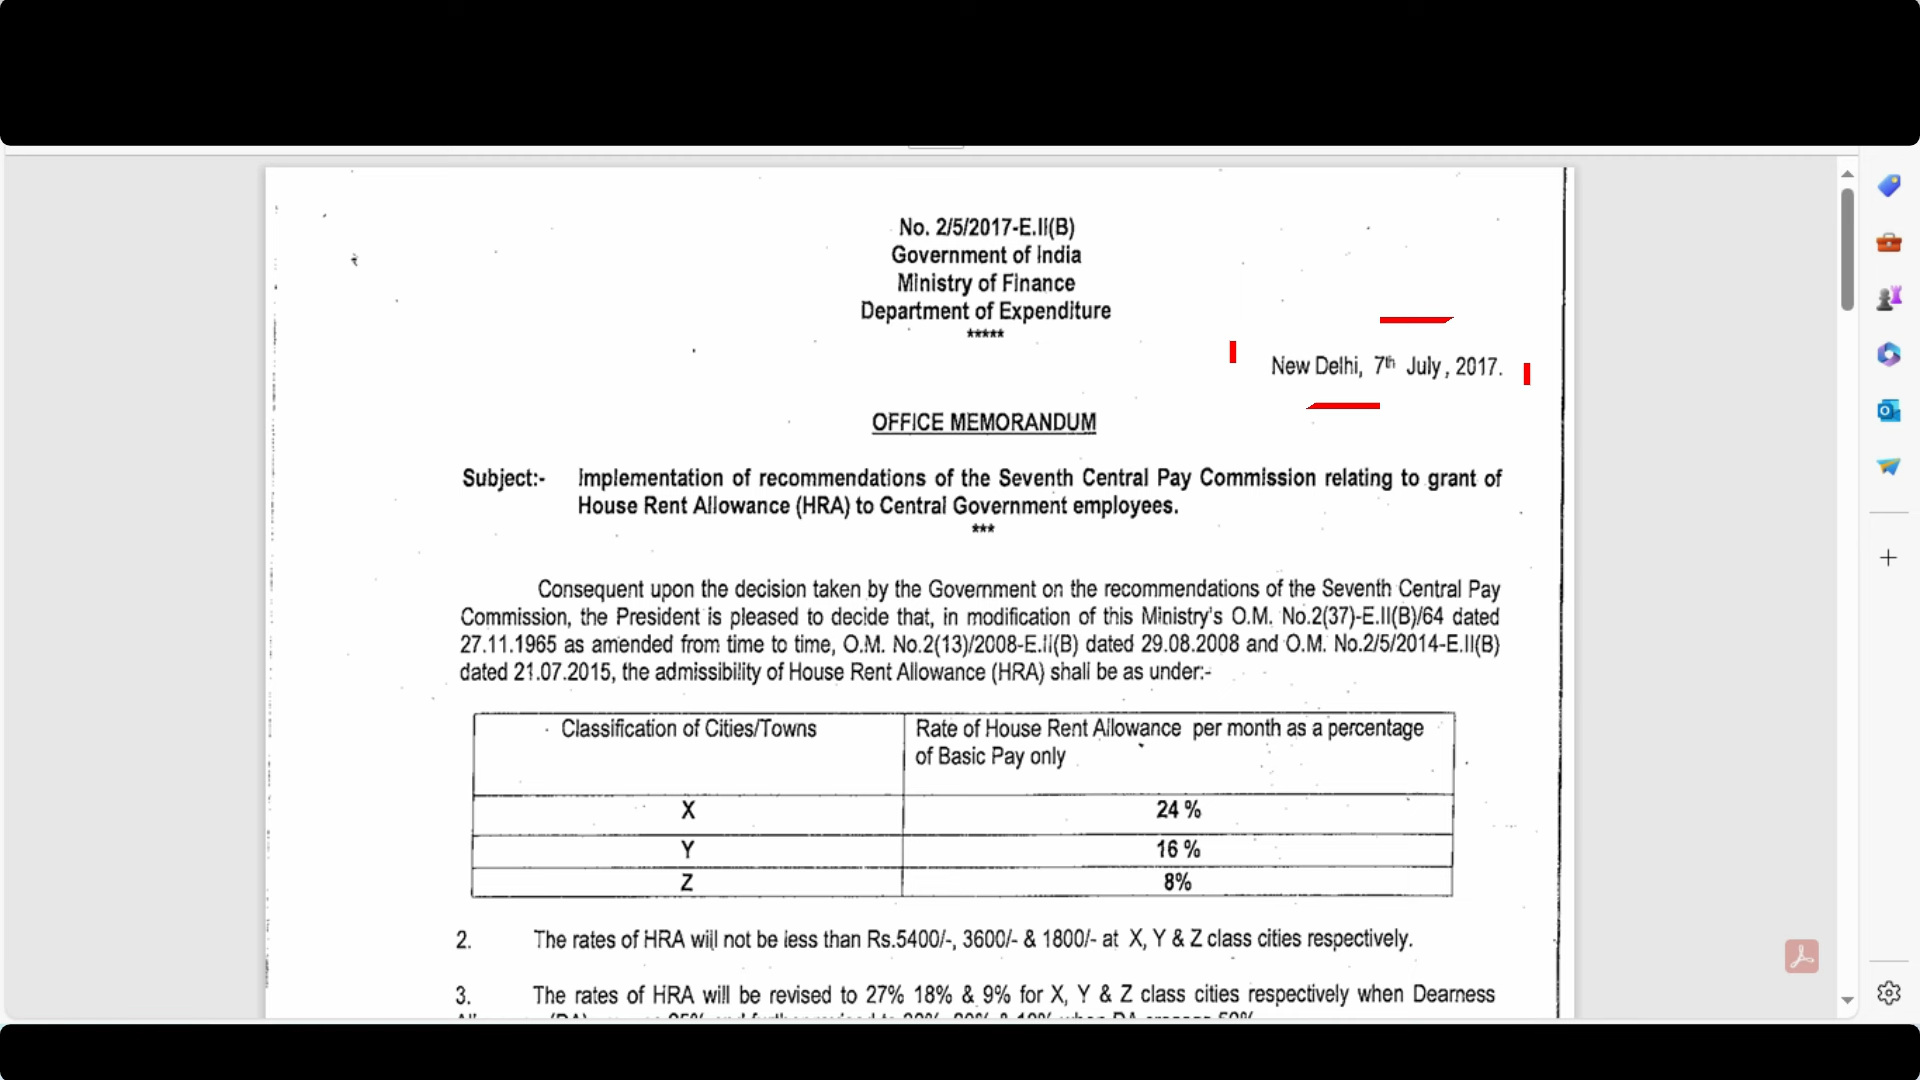 No. 2/5/2017-E.II(B)
Government of India
Ministry of Finance
Department of Expenditure
*****
New Delhi, 7th July, 2017.
OFFICE MEMORANDUM
Subject:- Implementation of recommendations of the Seventh Central Pay Commission relating to grant of
House Rent Allowance (HRA) to Central Government employees.
***
Consequent upon the decision taken by the Government on the recommendations of the Seventh Central Pay
Commission, the President is pleased to decide that, in modification of this Ministry's O.M. No.2(37)-E.II(B)/64 dated
27.11.1965 as amended from time to time, O.M. No.2(13)/2008-E.II(B) dated 29.08.2008 and O.M. No.2/5/2014-E.II(B)
dated 21.07.2015, the admissibility of House Rent Allowance (HRA) shall be as under:-
Classification of Cities/Towns
Rate of House Rent Allowance per month as a percentage
of Basic Pay only
X 24 %
Y 16 %
Z 8%
2. The rates of HRA will not be less than Rs.5400/-, 3600/- & 1800/- at X, Y & Z class cities respectively.
3. The rates of HRA will be revised to 27% 18% & 9% for X, Y & Z class cities respectively when Dearness